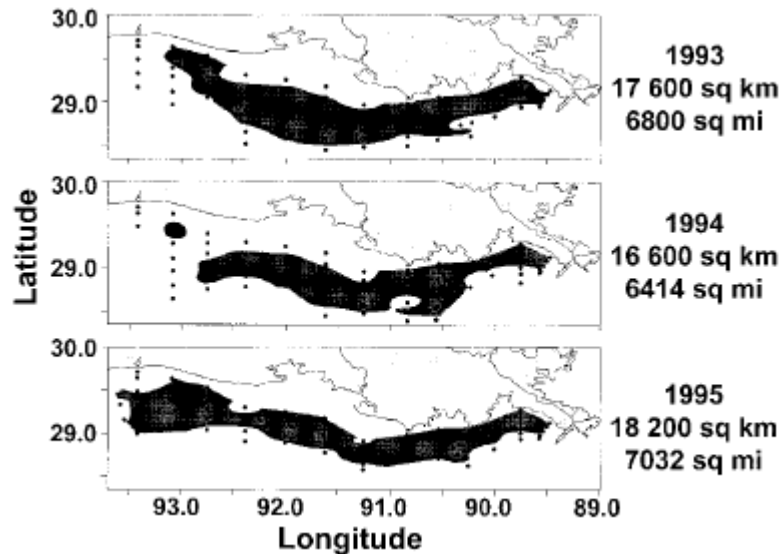 30.0
29.0
1993
17 600 sq km
6800 sq mi
30.0
29.0
1994
16 600 sq km
6414 sq mi
30.0
29.0
1995
18 200 sq km
7032 sq mi
Latitude
93.0 92.0 91.0 90.0 89.0
Longitude